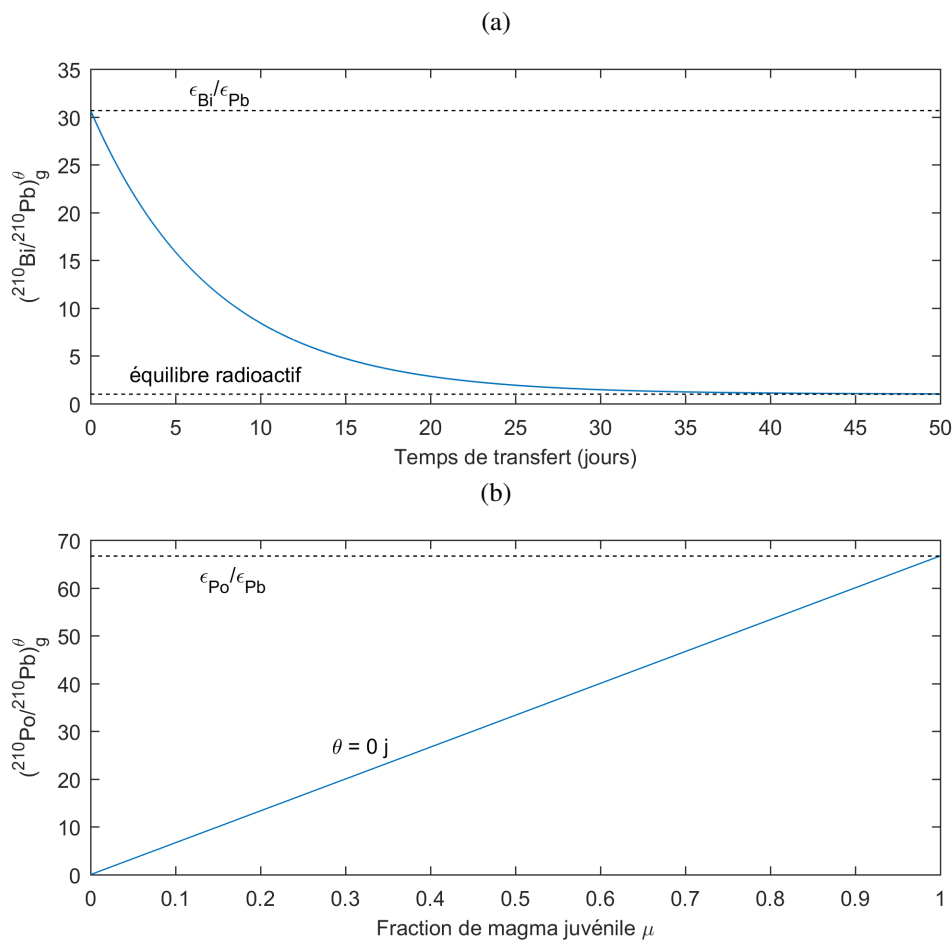 (a)
35
30
25
20
15
10
5
0
ϵBi/ϵPb
équilibre radioactif
(²¹⁰Bi/²¹⁰Pb)gθ
0 5 10 15 20 25 30 35 40 45 50
Temps de transfert (jours)
(b)
70
60
50
40
30
20
10
0
ϵPo/ϵPb
θ = 0 j
(²¹⁰Po/²¹⁰Pb)gθ
0 0.1 0.2 0.3 0.4 0.5 0.6 0.7 0.8 0.9 1
Fraction de magma juvénile μ